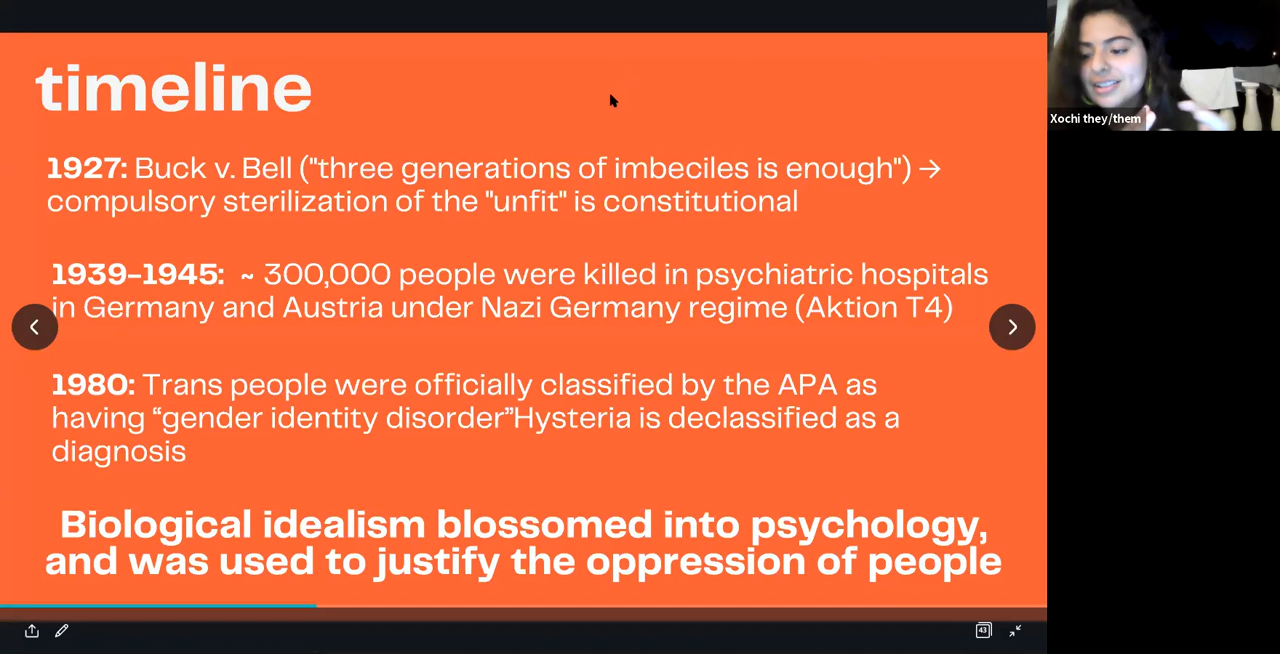 timeline
1927: Buck v. Bell ("three generations of imbeciles is enough") →
compulsory sterilization of the "unfit" is constitutional
1939-1945: ~ 300,000 people were killed in psychiatric hospitals
in Germany and Austria under Nazi Germany regime (Aktion T4)
1980: Trans people were officially classified by the APA as
having “gender identity disorder”Hysteria is declassified as a
diagnosis
Biological idealism blossomed into psychology,
and was used to justify the oppression of people
Xochi they/them
43